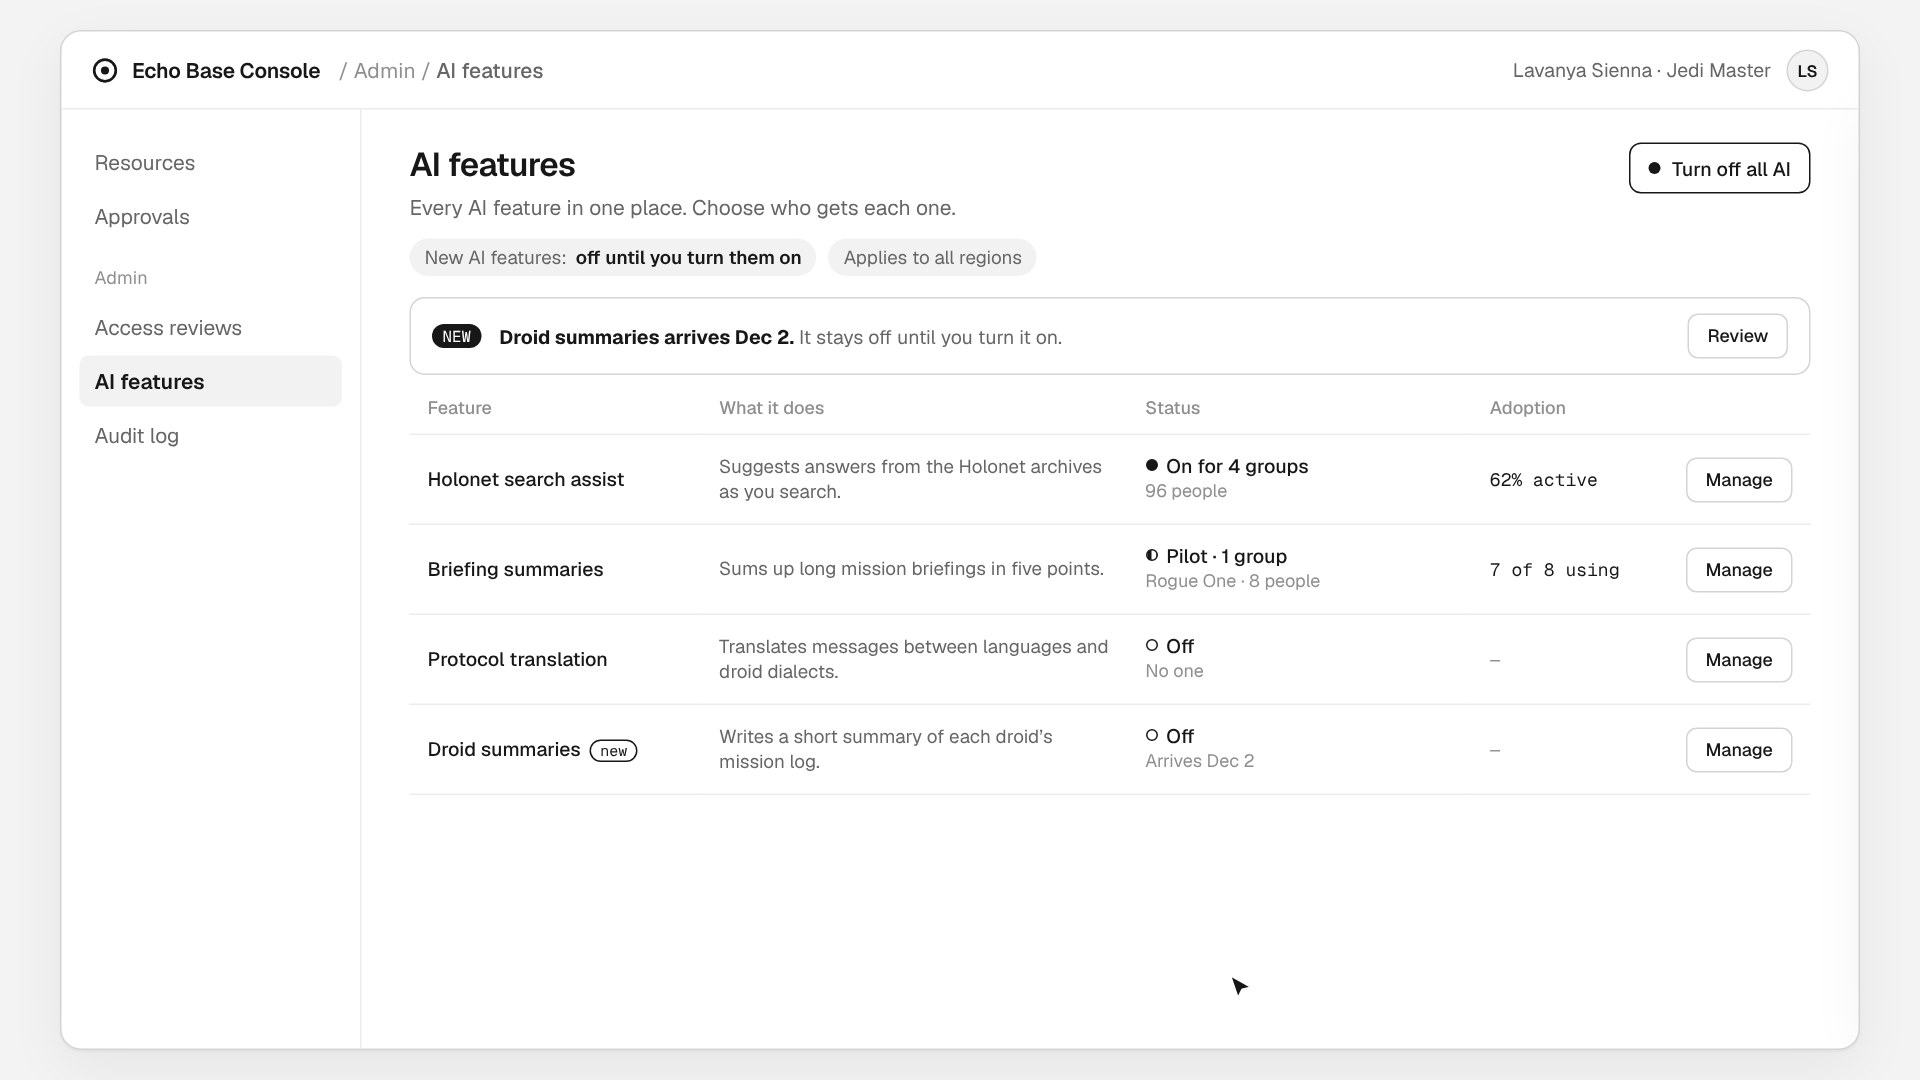 Echo Base Console / Admin / AI features
Lavanya Sienna · Jedi Master LS
Resources
Approvals
Admin
Access reviews
AI features
Audit log
AI features
Turn off all AI
Every AI feature in one place. Choose who gets each one.
New AI features: off until you turn them on
Applies to all regions
NEW Droid summaries arrives Dec 2. It stays off until you turn it on.
Review
Feature What it does Status Adoption
Holonet search assist
Suggests answers from the Holonet archives
as you search.
On for 4 groups
96 people
62% active
Manage
Briefing summaries
Sums up long mission briefings in five points.
Pilot · 1 group
Rogue One · 8 people
7 of 8 using
Manage
Protocol translation
Translates messages between languages and
droid dialects.
Off
No one
–
Manage
Droid summaries new
Writes a short summary of each droid’s
mission log.
Off
Arrives Dec 2
–
Manage